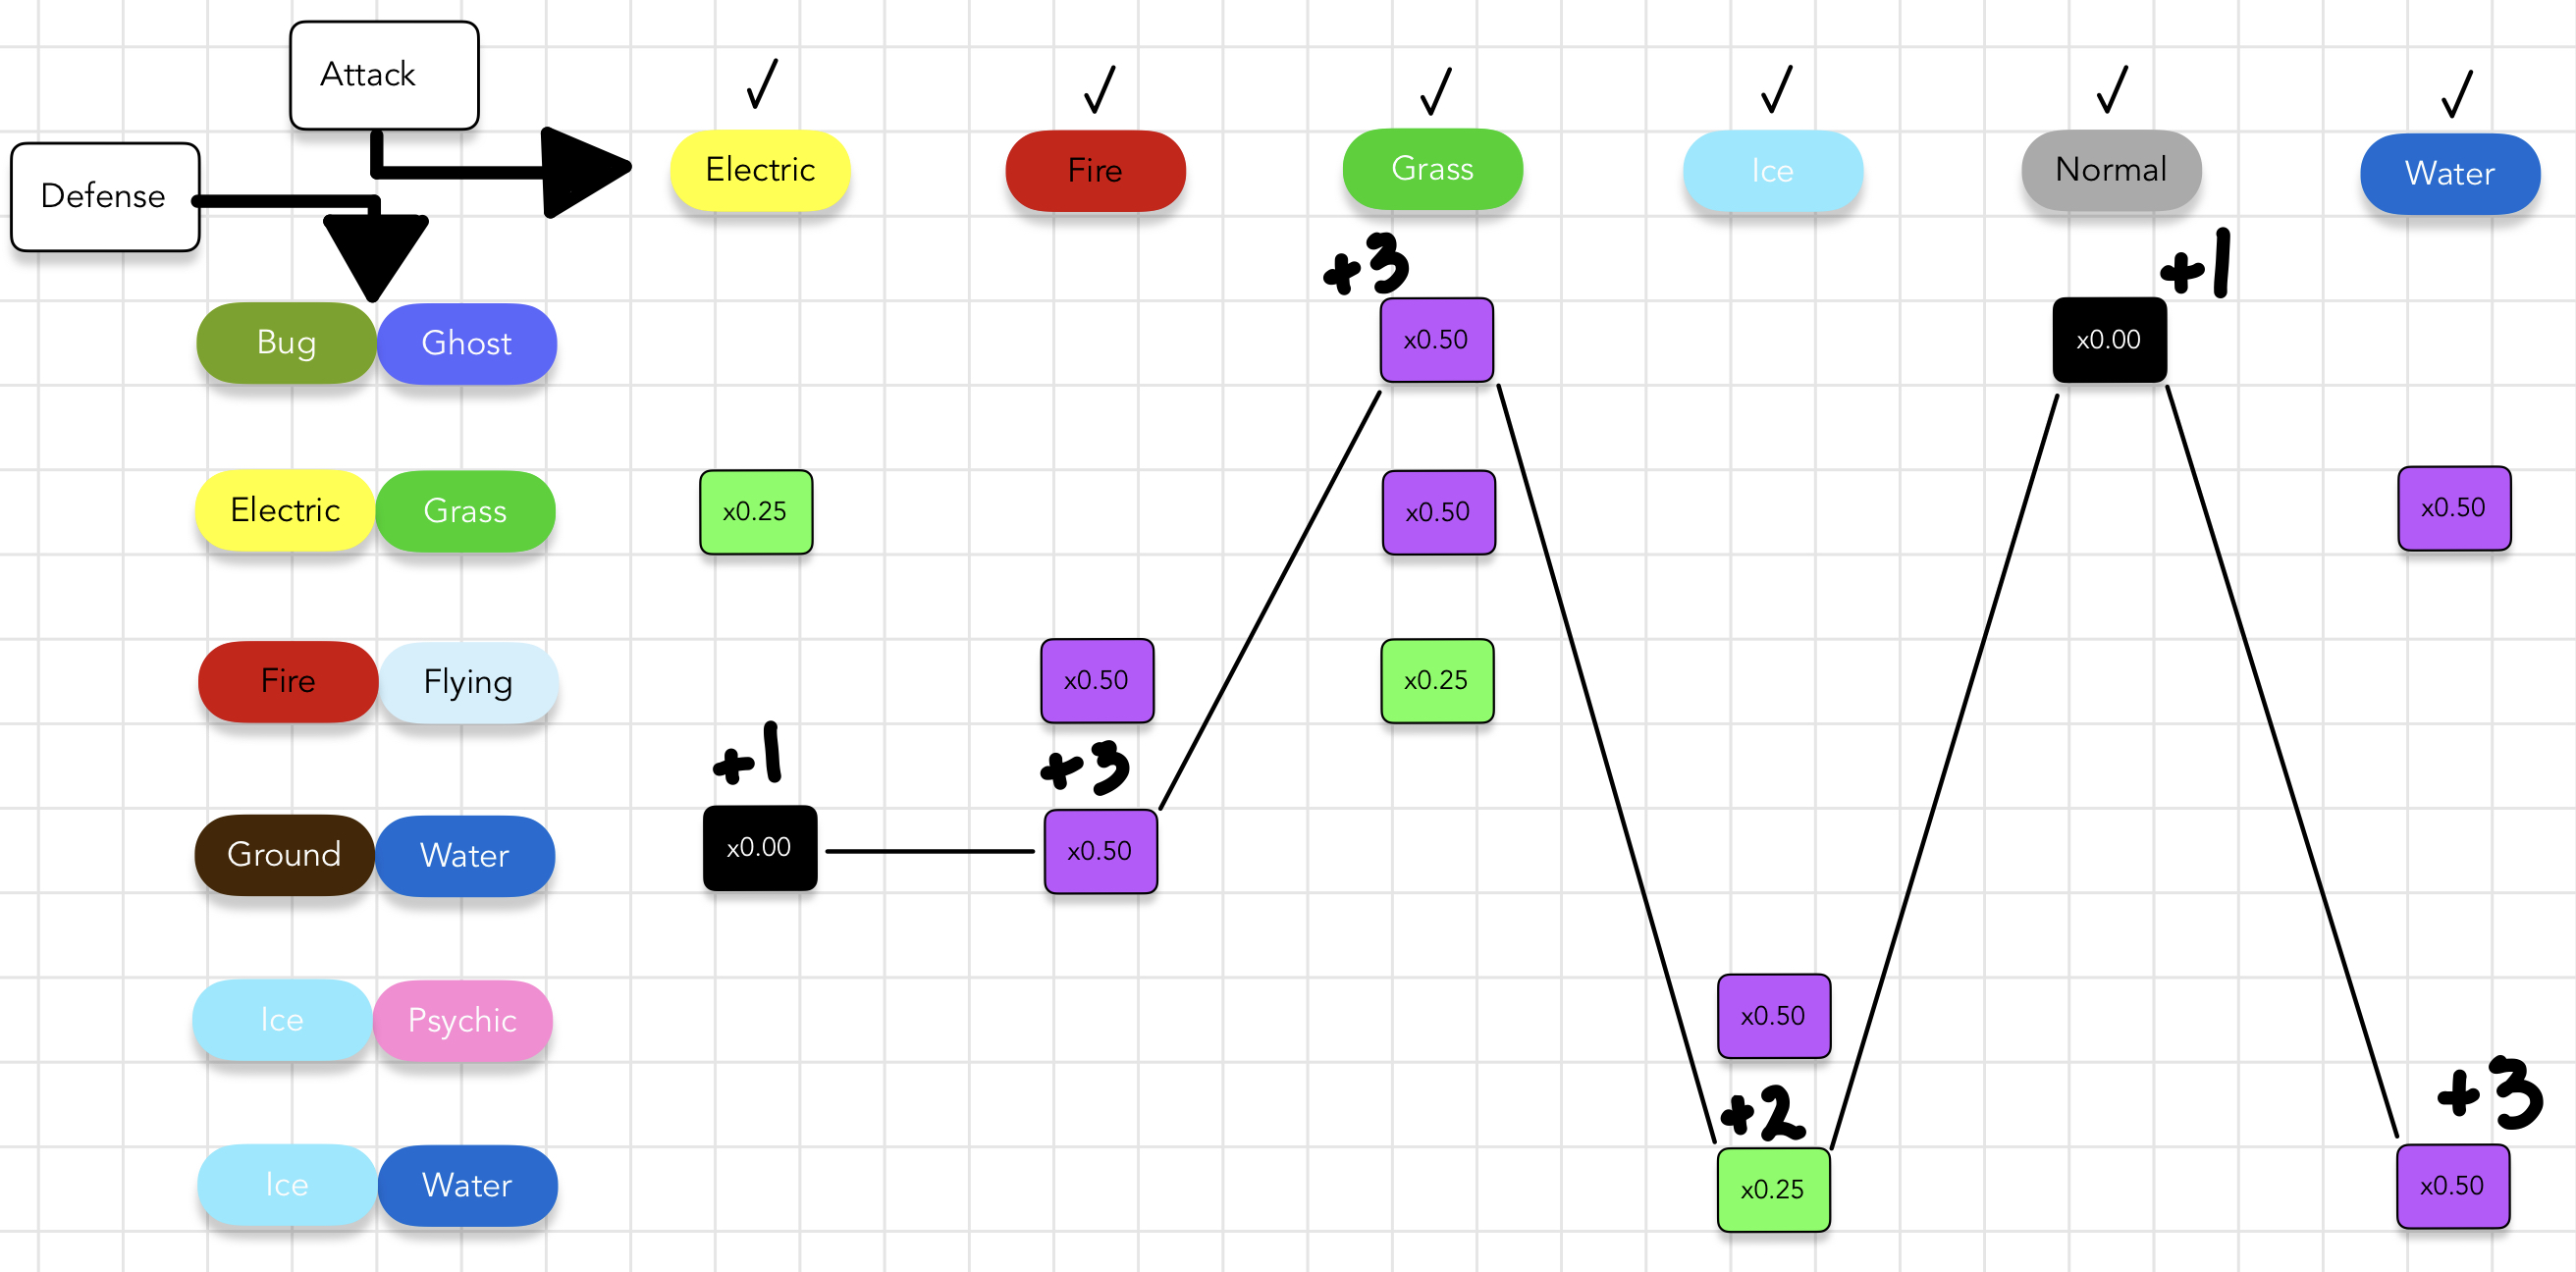 Attack
Defense
Electric Fire Grass Ice Normal Water
+3 +1
Bug Ghost x0.50 x0.00
Electric Grass x0.25 x0.50 x0.50
Fire Flying x0.50 x0.25
+1 +3
Ground Water x0.00 x0.50
Ice Psychic x0.50
+2 +3
Ice Water x0.25 x0.50